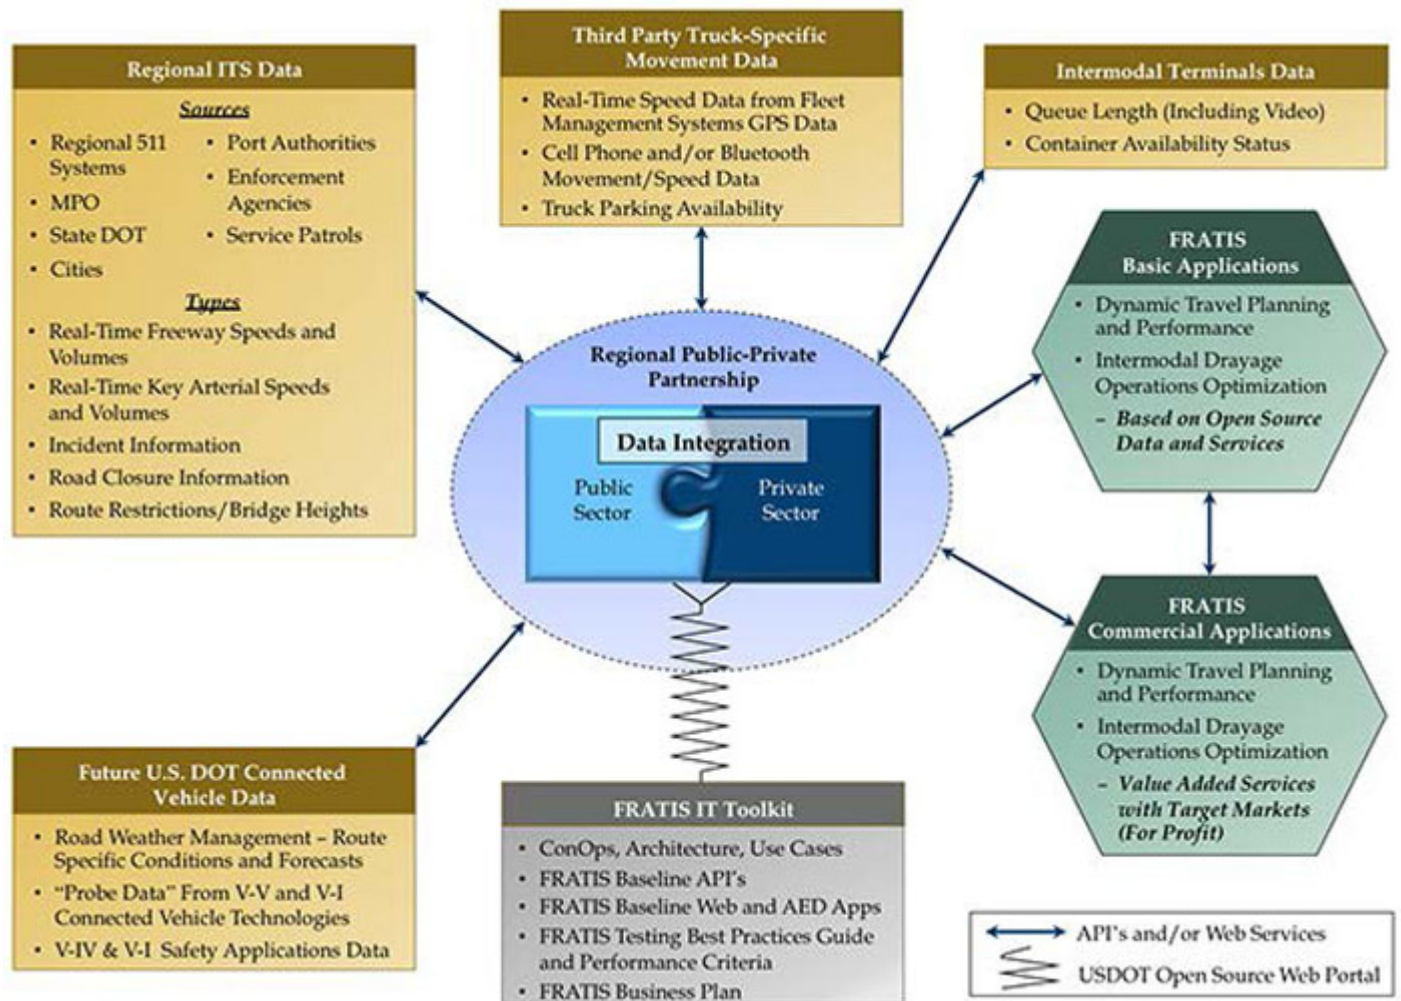 Regional ITS Data
Sources
• Regional 511
Systems
• MPO
• State DOT
• Cities
• Port Authorities
• Enforcement
Agencies
• Service Patrols
Types
• Real-Time Freeway Speeds and
Volumes
• Real-Time Key Arterial Speeds
and Volumes
• Incident Information
• Road Closure Information
• Route Restrictions/Bridge Heights
Third Party Truck-Specific
Movement Data
• Real-Time Speed Data from Fleet
Management Systems GPS Data
• Cell Phone and/or Bluetooth
Movement/Speed Data
• Truck Parking Availability
Intermodal Terminals Data
• Queue Length (Including Video)
• Container Availability Status
Regional Public-Private
Partnership
Data Integration
Public
Sector
Private
Sector
FRATIS
Basic Applications
• Dynamic Travel Planning
and Performance
• Intermodal Drayage
Operations Optimization
– Based on Open Source
Data and Services
FRATIS
Commercial Applications
• Dynamic Travel Planning
and Performance
• Intermodal Drayage
Operations Optimization
– Value Added Services
with Target Markets
(For Profit)
Future U.S. DOT Connected
Vehicle Data
• Road Weather Management – Route
Specific Conditions and Forecasts
• “Probe Data” From V-V and V-I
Connected Vehicle Technologies
• V-IV & V-I Safety Applications Data
FRATIS IT Toolkit
• ConOps, Architecture, Use Cases
• FRATIS Baseline API's
• FRATIS Baseline Web and AED Apps
• FRATIS Testing Best Practices Guide
and Performance Criteria
• FRATIS Business Plan
API's and/or Web Services
USDOT Open Source Web Portal